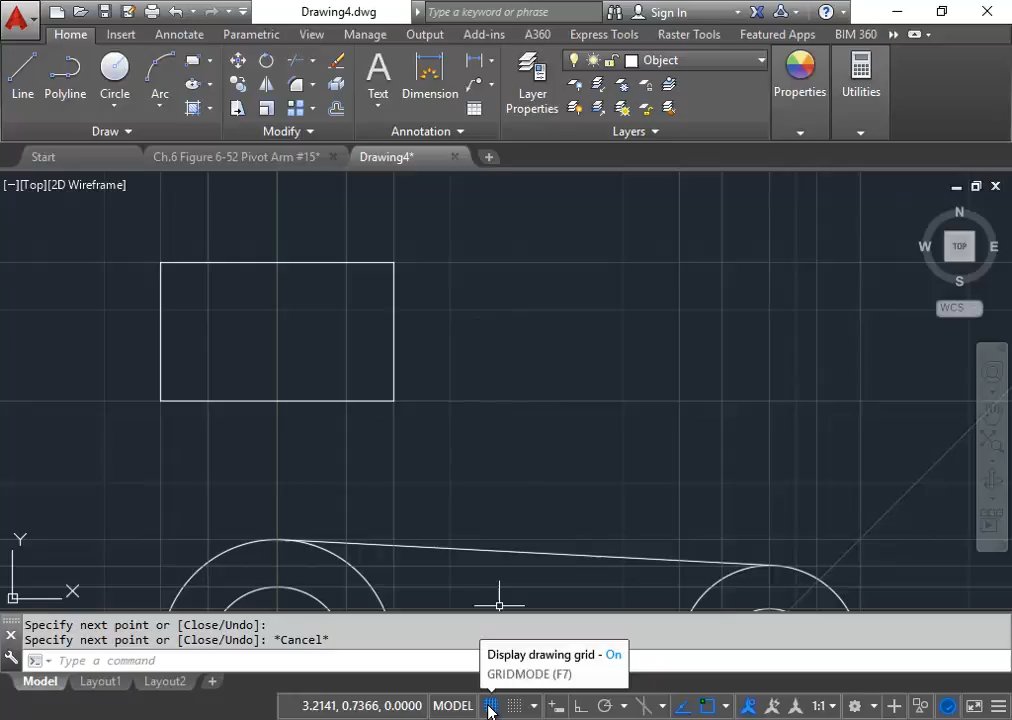 Drawing4.dwg
Type a keyword or phrase
Sign In
Home Insert Annotate Parametric View Manage Output Add-ins A360 Express Tools Raster Tools Featured Apps BIM 360
Line Polyline Circle Arc Text Dimension Layer Properties Object Properties Utilities
Draw Modify Annotation Layers
Start Ch.6 Figure 6-52 Pivot Arm #15* Drawing4*
[−][Top][2D Wireframe]
N
W TOP E
S
WCS
Y
X
Specify next point or [Close/Undo]:
Specify next point or [Close/Undo]: *Cancel*
Type a command
Display drawing grid - On
GRIDMODE (F7)
Model Layout1 Layout2
3.2141, 0.7366, 0.0000 MODEL 1:1